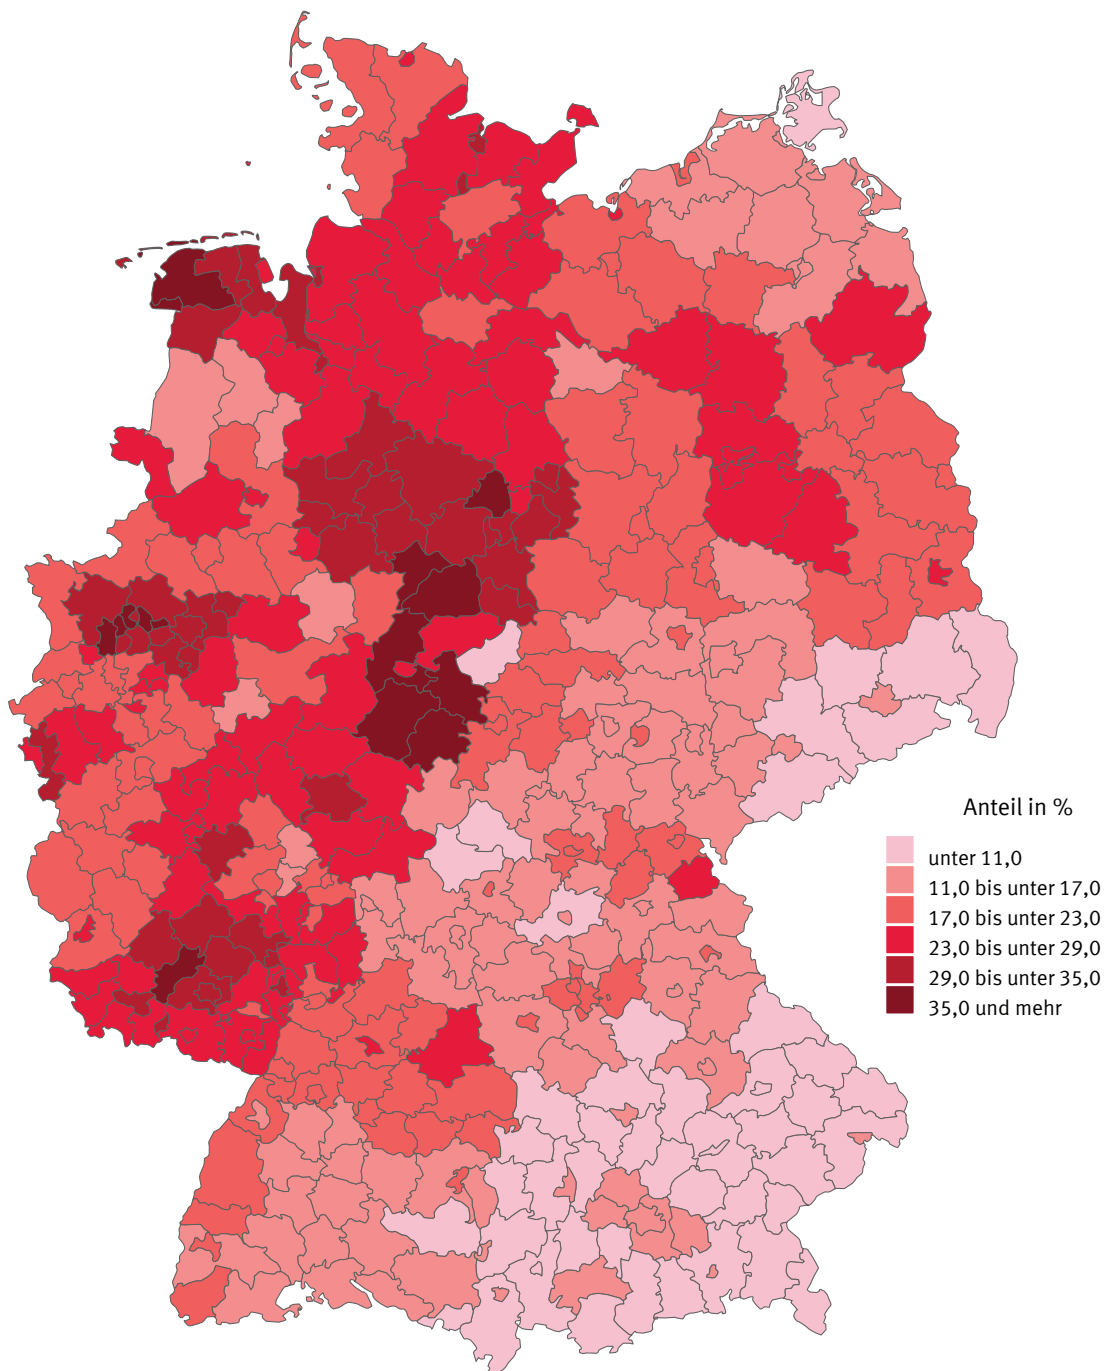 Anteil in %
unter 11,0
11,0 bis unter 17,0
17,0 bis unter 23,0
23,0 bis unter 29,0
29,0 bis unter 35,0
35,0 und mehr